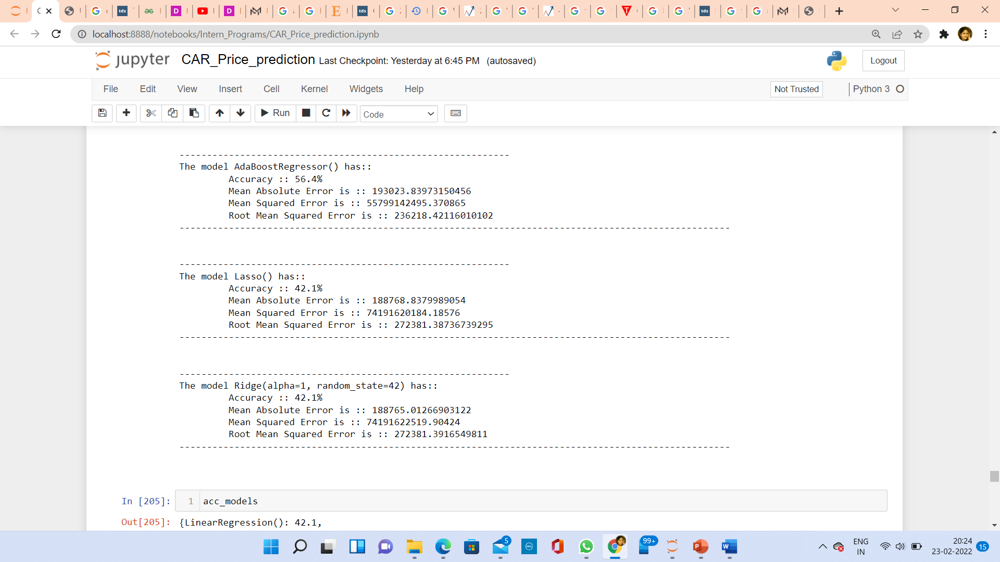 localhost:8888/notebooks/Intern_Programs/CAR_Price_prediction.ipynb
jupyter CAR_Price_prediction Last Checkpoint: Yesterday at 6:45 PM (autosaved)
Logout
File Edit View Insert Cell Kernel Widgets Help
Not Trusted
Python 3
Run
Code
------------------------------------------------------------
The model AdaBoostRegressor() has::
Accuracy :: 56.4%
Mean Absolute Error is :: 193023.83973150456
Mean Squared Error is :: 55799142495.370865
Root Mean Squared Error is :: 236218.42116010102
----------------------------------------------------------------------------------------------------
------------------------------------------------------------
The model Lasso() has::
Accuracy :: 42.1%
Mean Absolute Error is :: 188768.8379989054
Mean Squared Error is :: 74191620184.18576
Root Mean Squared Error is :: 272381.38736739295
----------------------------------------------------------------------------------------------------
------------------------------------------------------------
The model Ridge(alpha=1, random_state=42) has::
Accuracy :: 42.1%
Mean Absolute Error is :: 188765.01266903122
Mean Squared Error is :: 74191622519.90424
Root Mean Squared Error is :: 272381.3916549811
----------------------------------------------------------------------------------------------------
In [205]: 1 acc_models
Out[205]: {LinearRegression(): 42.1,
5
99+
ENG
IN
20:24
23-02-2022
15